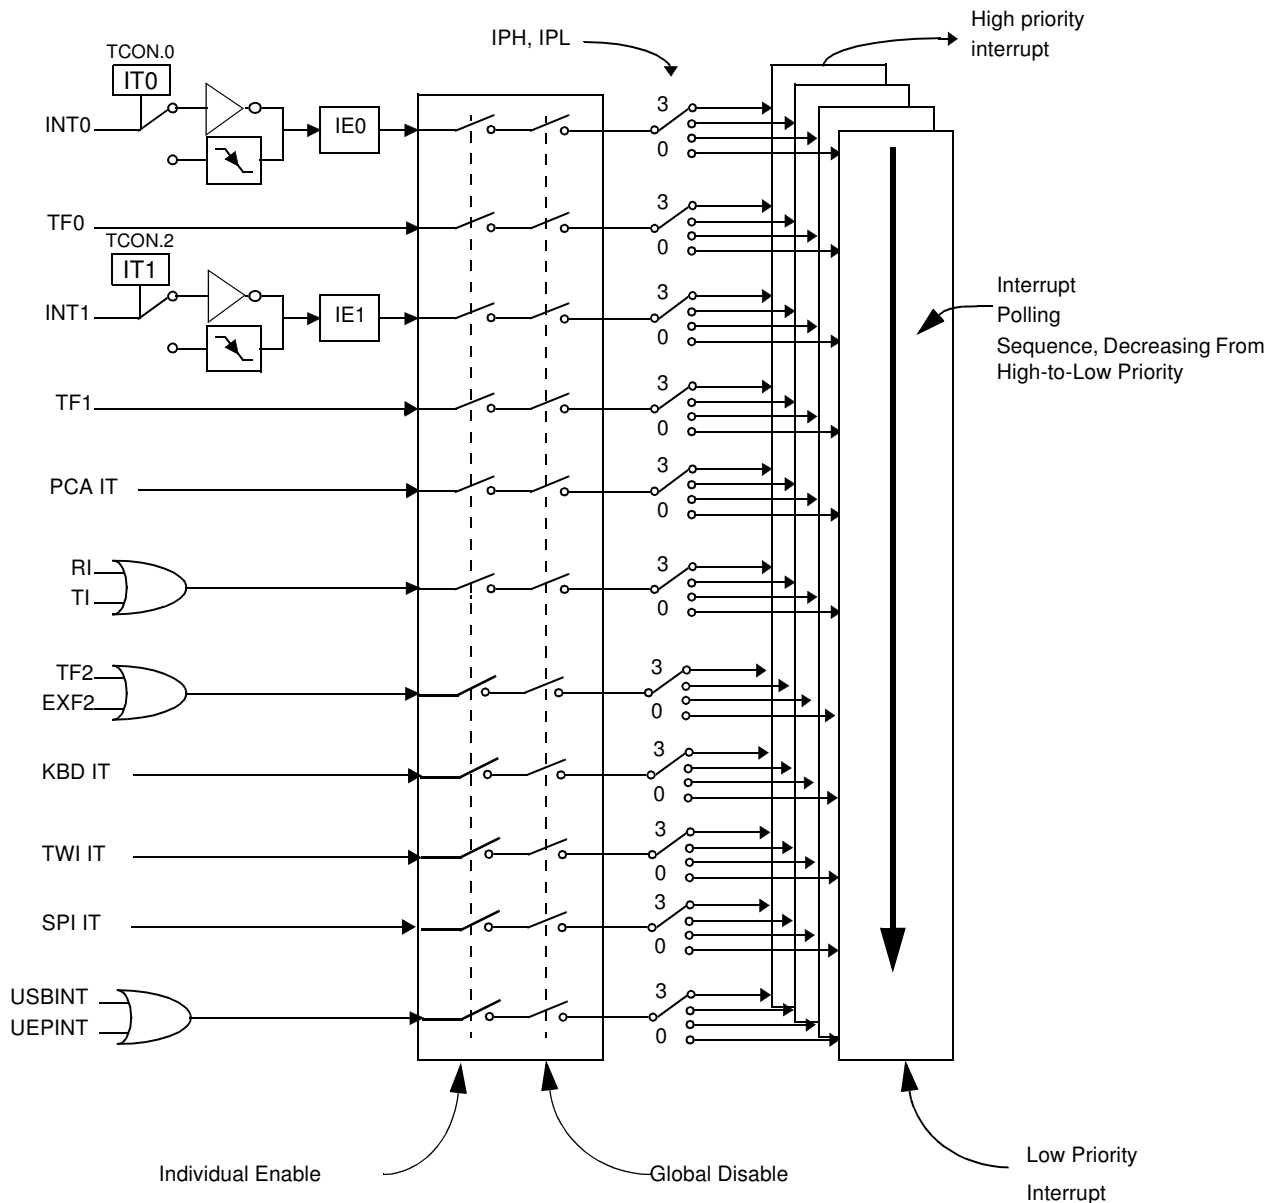 High priority
interrupt
IPH, IPL
TCON.0
IT0
INT0
IE0
3
0
TF0
3
0
TCON.2
IT1
INT1
IE1
3
0
Interrupt
Polling
Sequence, Decreasing From
High-to-Low Priority
TF1
3
0
PCA IT
3
0
RI
TI
3
0
TF2
EXF2
3
0
KBD IT
3
0
TWI IT
3
0
SPI IT
3
0
USBINT
UEPINT
3
0
Individual Enable
Global Disable
Low Priority
Interrupt